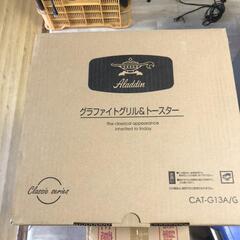 Aladdin
グラファイトグリル&トースター
The classical appearance
inherited to today.
Classic series
CAT-G13A/G